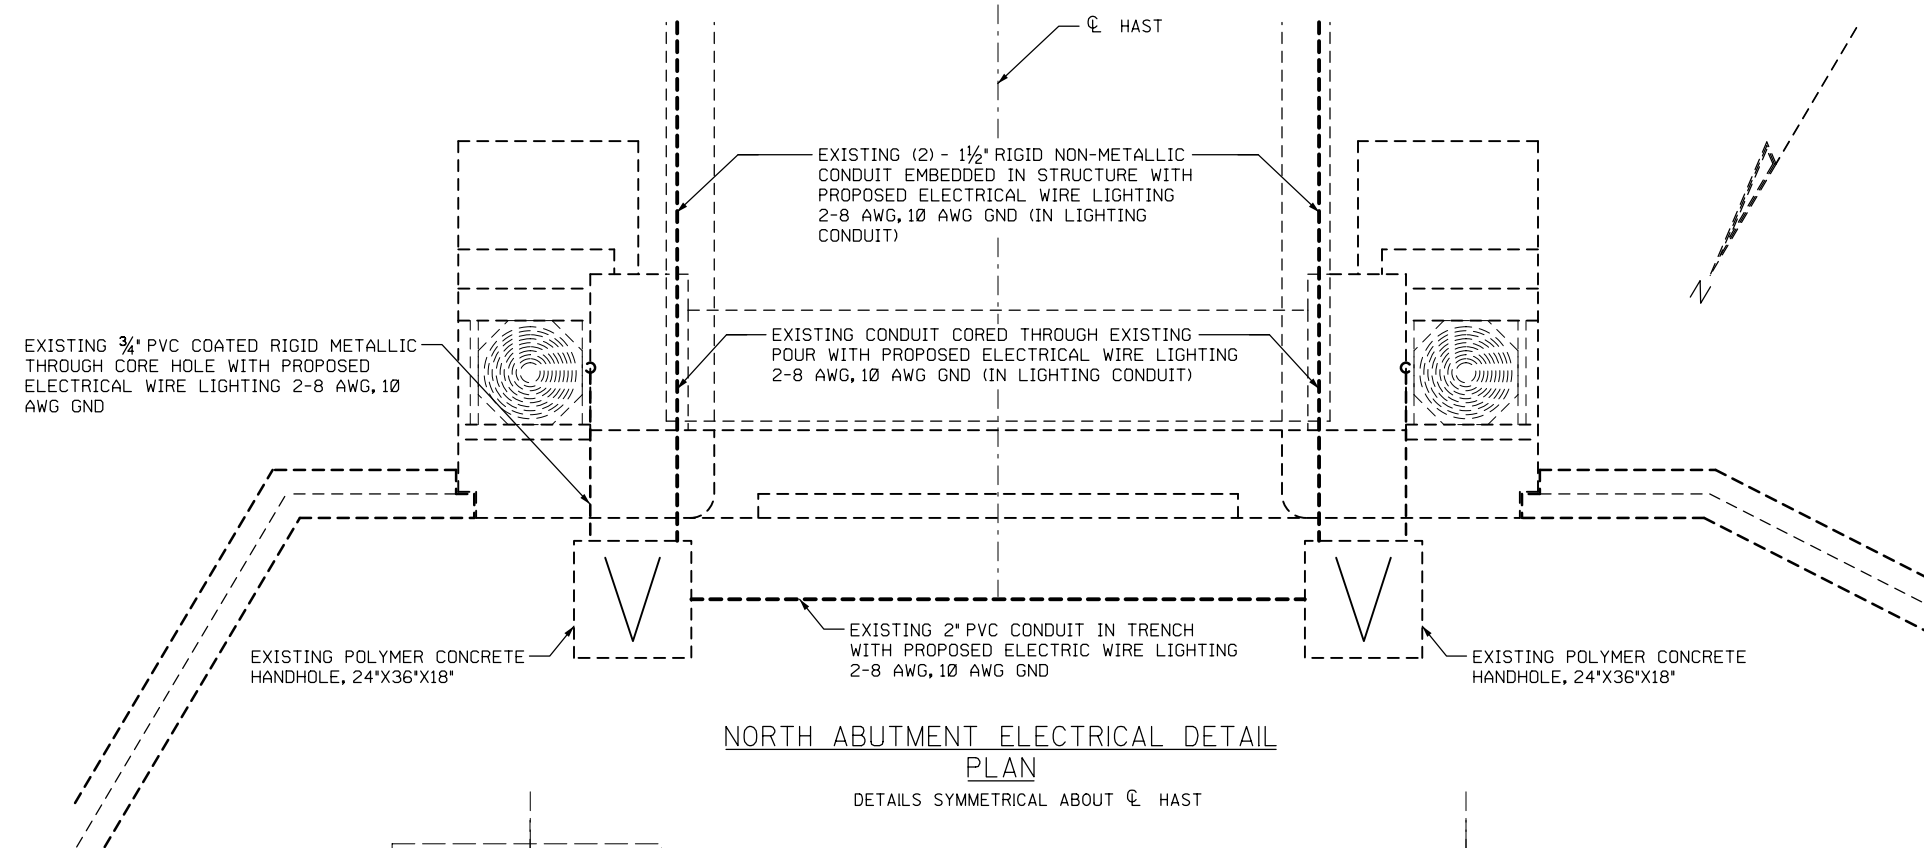 ℄ HAST
EXISTING (2) - 1½" RIGID NON-METALLIC
CONDUIT EMBEDDED IN STRUCTURE WITH
PROPOSED ELECTRICAL WIRE LIGHTING
2-8 AWG, 10 AWG GND (IN LIGHTING
CONDUIT)
N
EXISTING ¾" PVC COATED RIGID METALLIC
THROUGH CORE HOLE WITH PROPOSED
ELECTRICAL WIRE LIGHTING 2-8 AWG, 10
AWG GND
EXISTING CONDUIT CORED THROUGH EXISTING
POUR WITH PROPOSED ELECTRICAL WIRE LIGHTING
2-8 AWG, 10 AWG GND (IN LIGHTING CONDUIT)
EXISTING POLYMER CONCRETE
HANDHOLE, 24"X36"X18"
EXISTING 2" PVC CONDUIT IN TRENCH
WITH PROPOSED ELECTRIC WIRE LIGHTING
2-8 AWG, 10 AWG GND
EXISTING POLYMER CONCRETE
HANDHOLE, 24"X36"X18"
NORTH ABUTMENT ELECTRICAL DETAIL
PLAN
DETAILS SYMMETRICAL ABOUT ℄ HAST